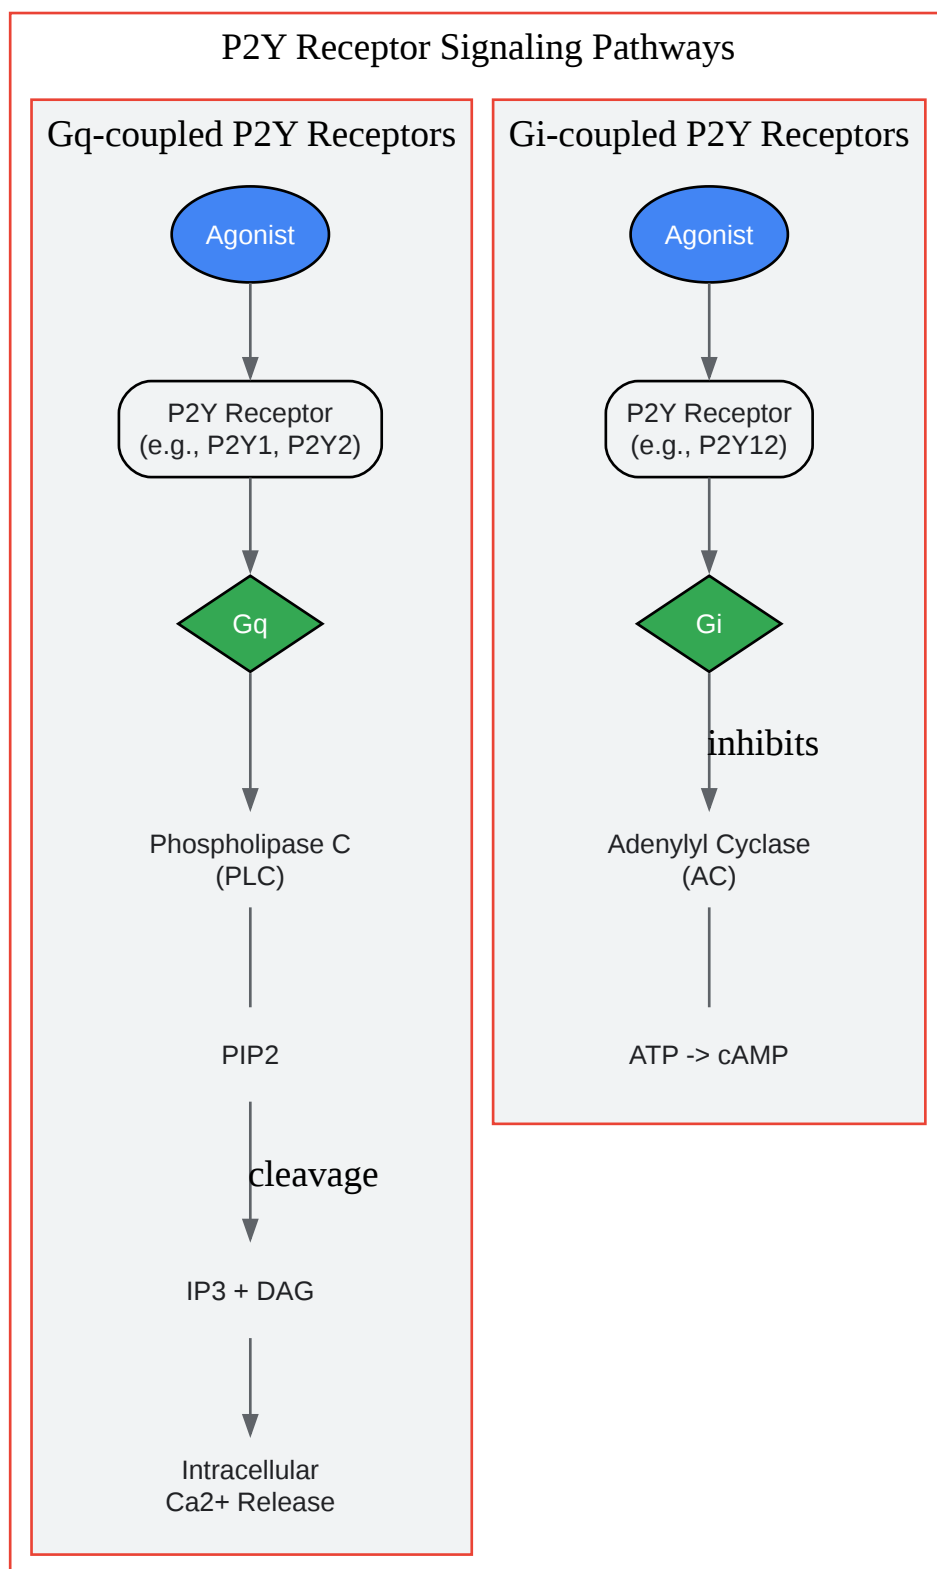 P2Y Receptor Signaling Pathways
Gq-coupled P2Y Receptors
Agonist
P2Y Receptor
(e.g., P2Y1, P2Y2)
Gq
Phospholipase C
(PLC)
PIP2
cleavage
IP3 + DAG
Intracellular
Ca2+ Release
Gi-coupled P2Y Receptors
Agonist
P2Y Receptor
(e.g., P2Y12)
Gi
inhibits
Adenylyl Cyclase
(AC)
ATP -> cAMP